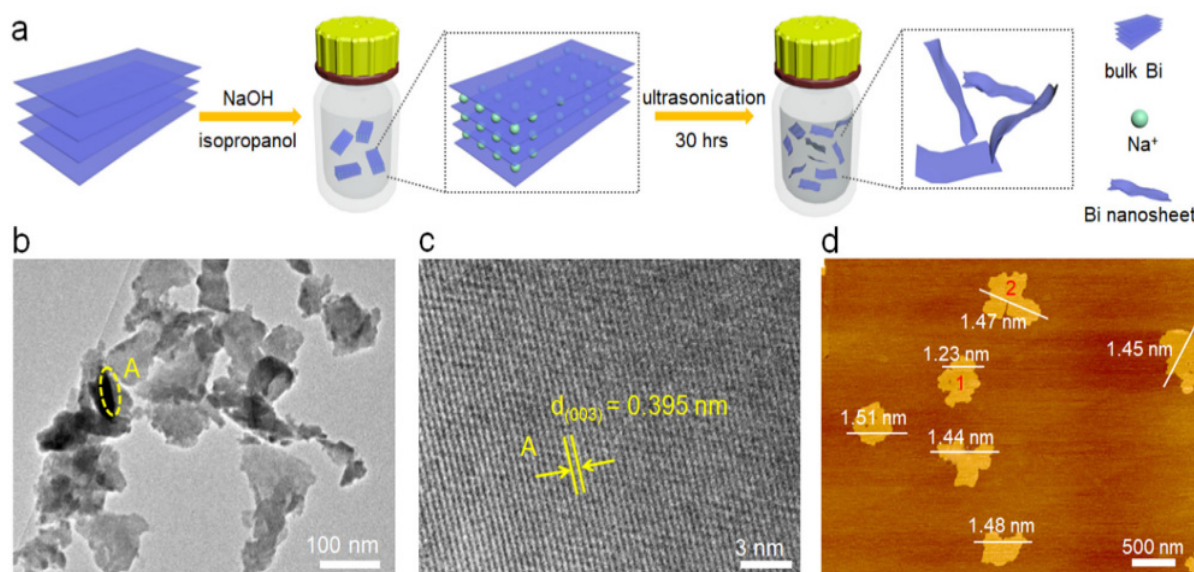 a
NaOH
isopropanol
ultrasonication
30 hrs
bulk Bi
Na⁺
Bi nanosheet
b
A
100 nm
c
d(003) = 0.395 nm
A
3 nm
d
2
1.47 nm
1.23 nm
1
1.45 nm
1.51 nm
1.44 nm
1.48 nm
500 nm